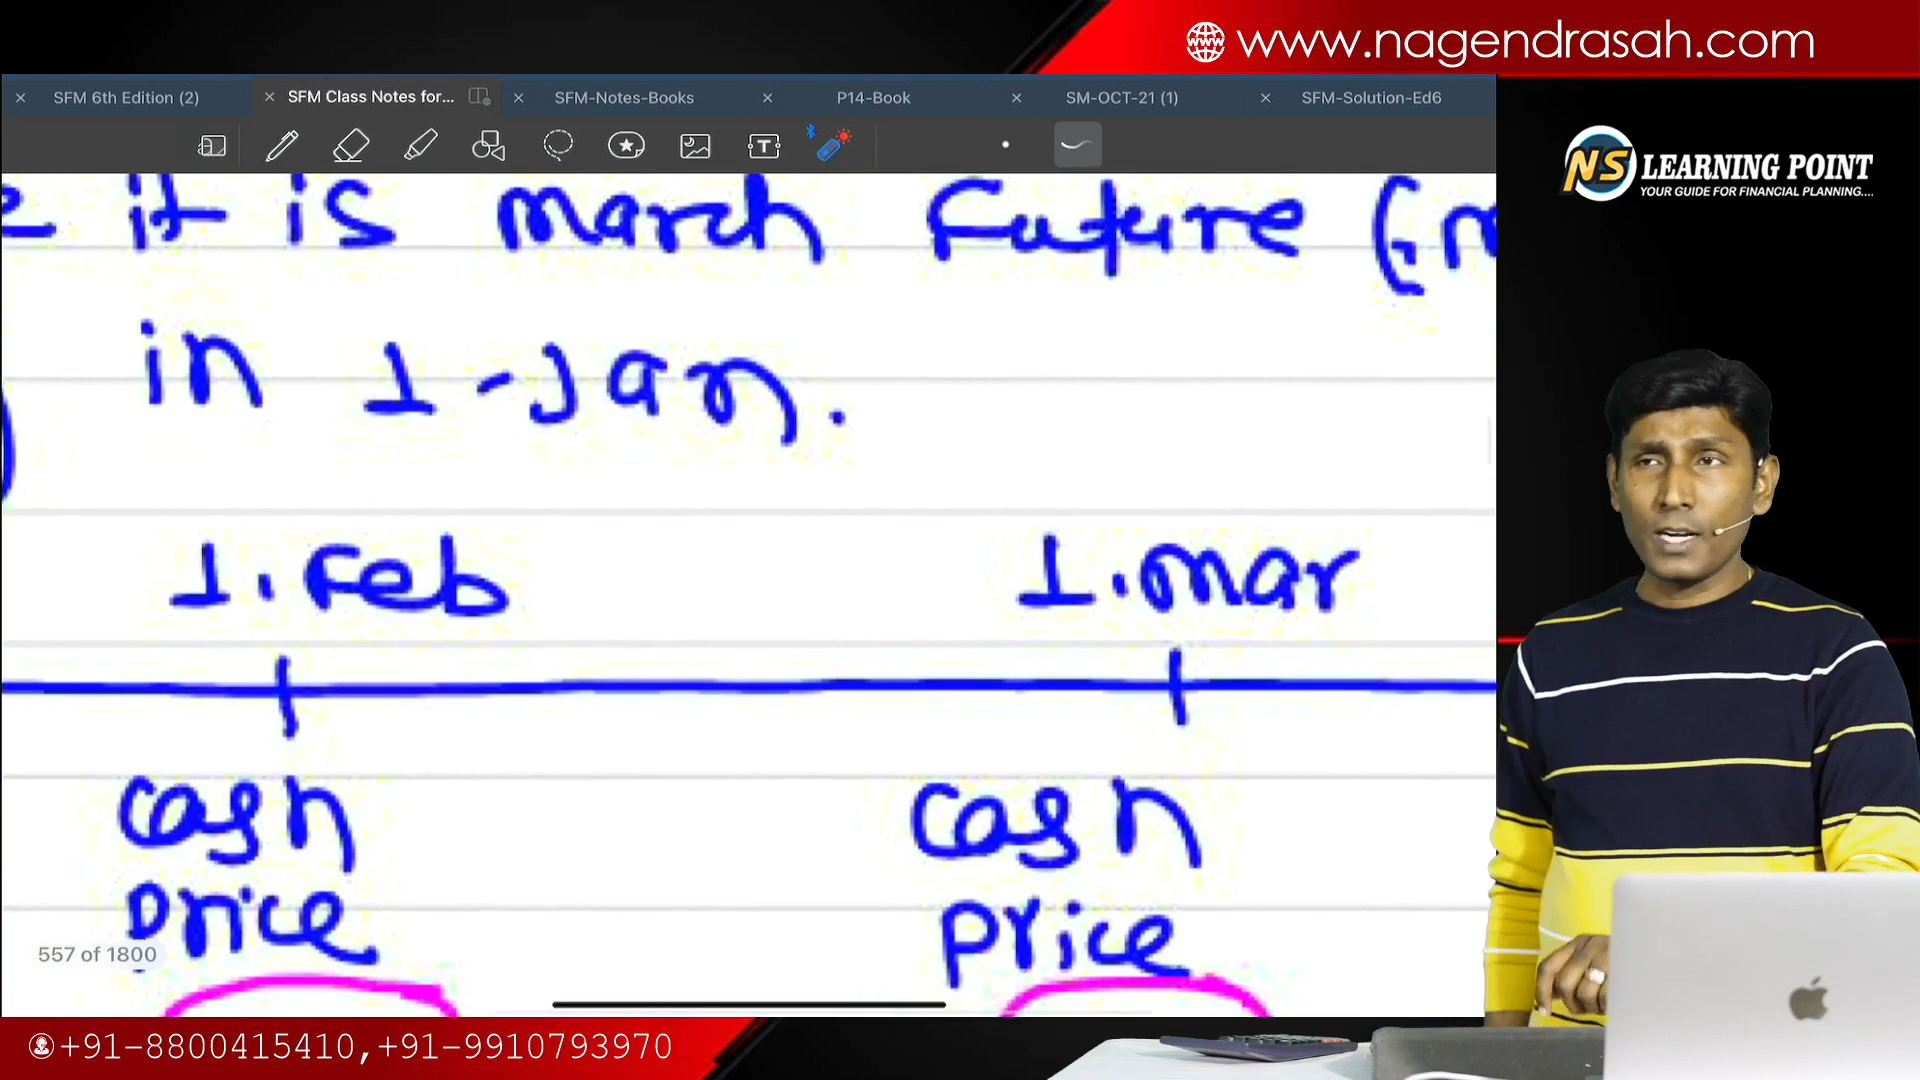 www.nagendrasah.com
SFM 6th Edition (2)
SFM Class Notes for...
SFM-Notes-Books
P14-Book
SM-OCT-21 (1)
SFM-Solution-Ed6
NS LEARNING POINT
YOUR GUIDE FOR FINANCIAL PLANNING....
it is march Future
in 1-Jan.
1. Feb
1. mar
cash
price
cash
price
557 of 1800
+91-8800415410,+91-9910793970